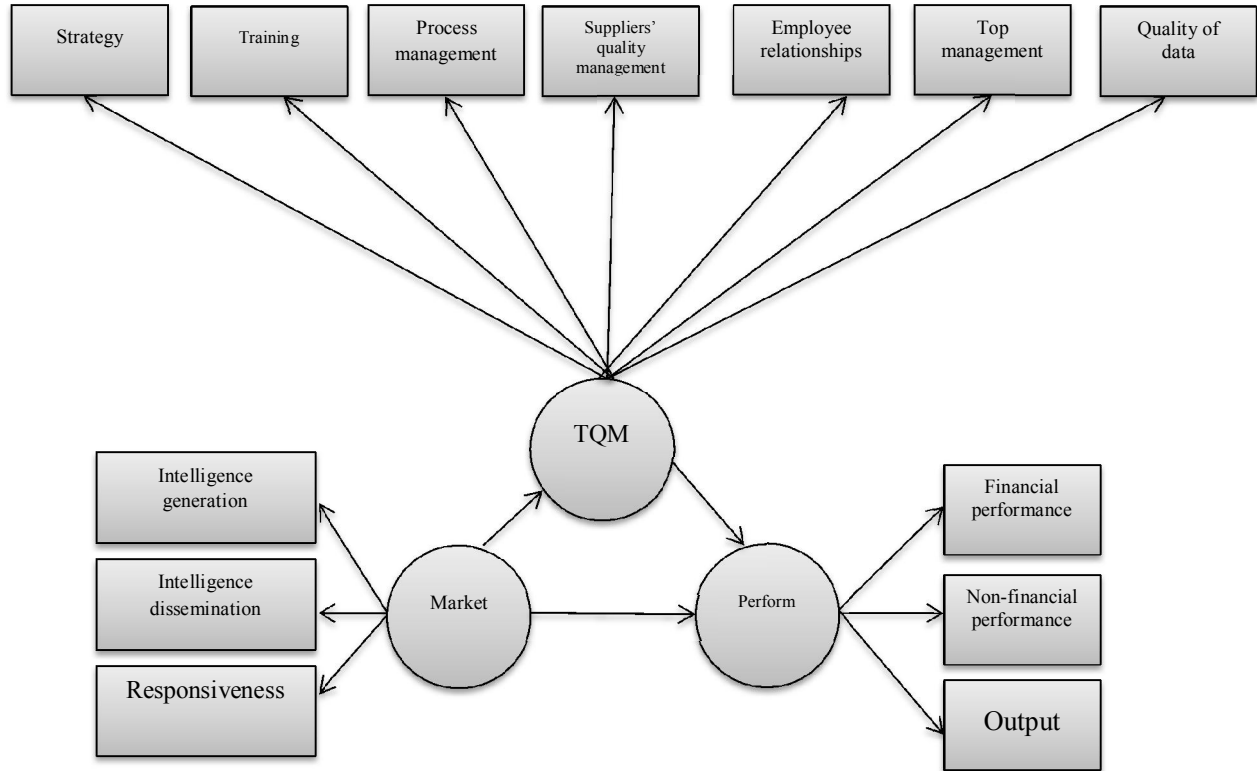 Strategy
Training
Process
management
Suppliers’
quality
management
Employee
relationships
Top
management
Quality of
data
TQM
Intelligence
generation
Financial
performance
Intelligence
dissemination
Market
Perform
Non-financial
performance
Responsiveness
Output